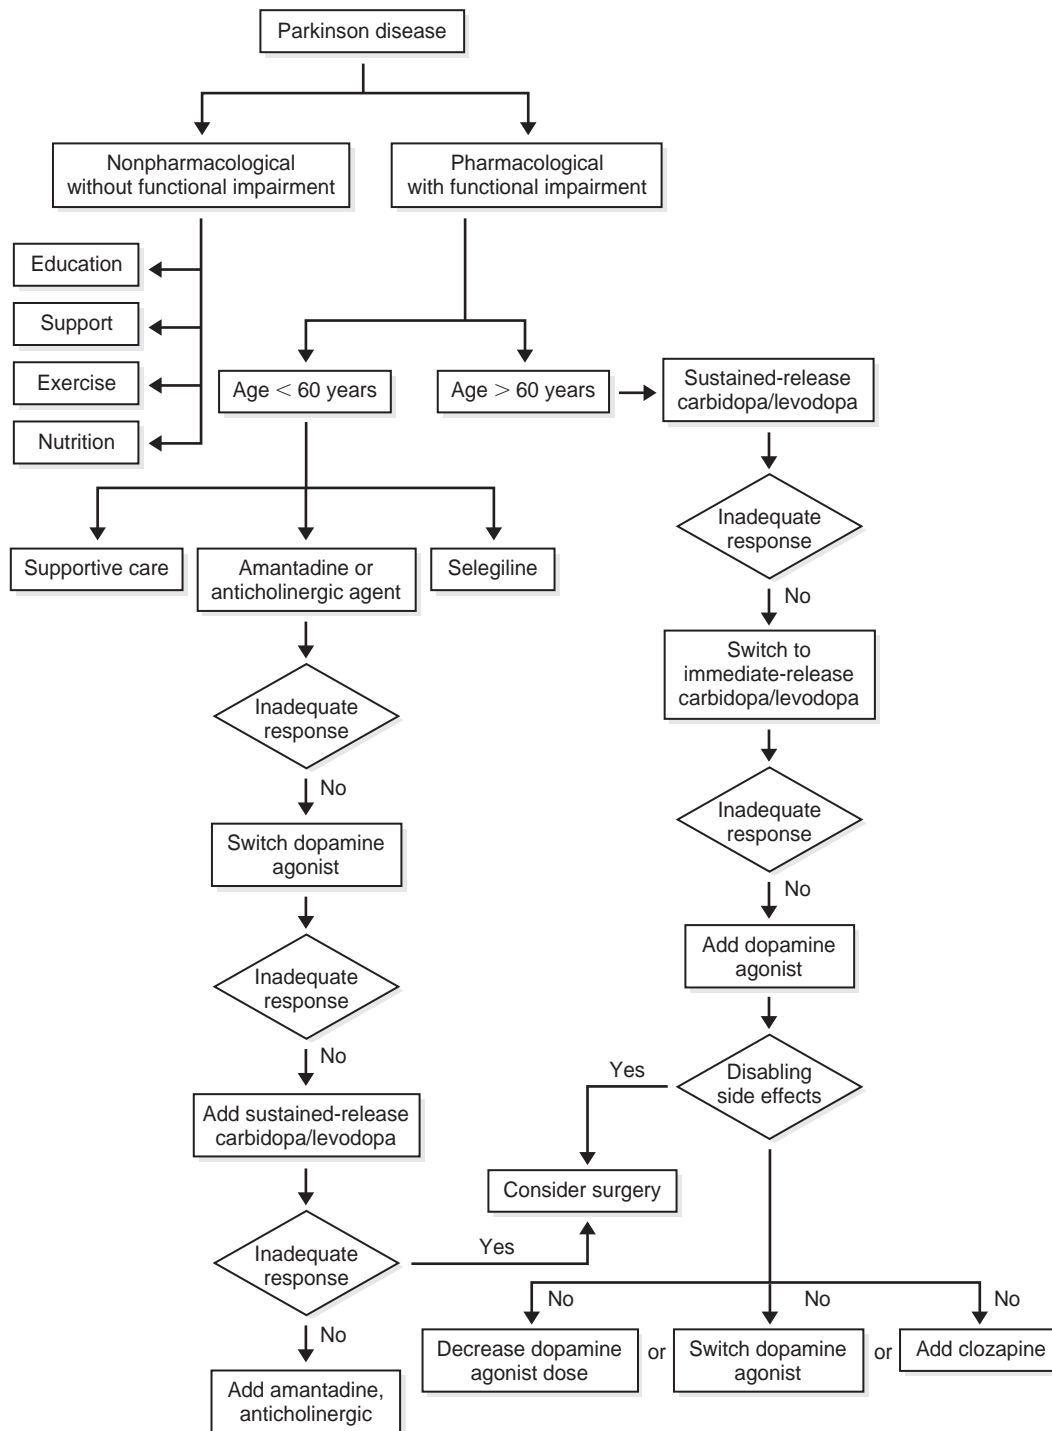 Parkinson disease
Nonpharmacological
without functional impairment
Pharmacological
with functional impairment
Education
Support
Exercise
Nutrition
Age < 60 years
Age > 60 years
Sustained-release
carbidopa/levodopa
Inadequate
response
No
Switch to
immediate-release
carbidopa/levodopa
Inadequate
response
No
Add dopamine
agonist
Disabling
side effects
Yes
Supportive care
Amantadine or
anticholinergic agent
Selegiline
Inadequate
response
No
Switch dopamine
agonist
Inadequate
response
No
Add sustained-release
carbidopa/levodopa
Inadequate
response
Yes
Consider surgery
No
Add amantadine,
anticholinergic
No
No
No
Decrease dopamine
agonist dose
or
Switch dopamine
agonist
or
Add clozapine